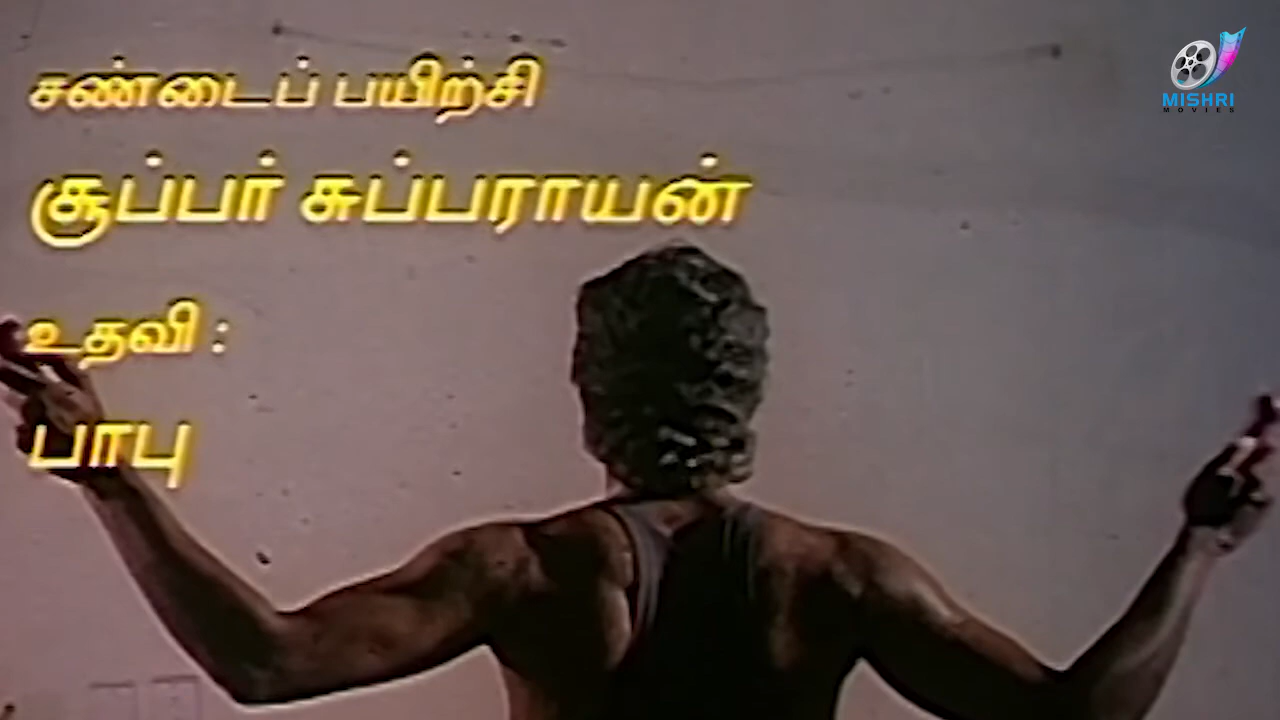 சண்டைப் பயிற்சி
சூப்பர் சுப்பராயன்
உதவி :
பாபு
MISHRI
MOVIES